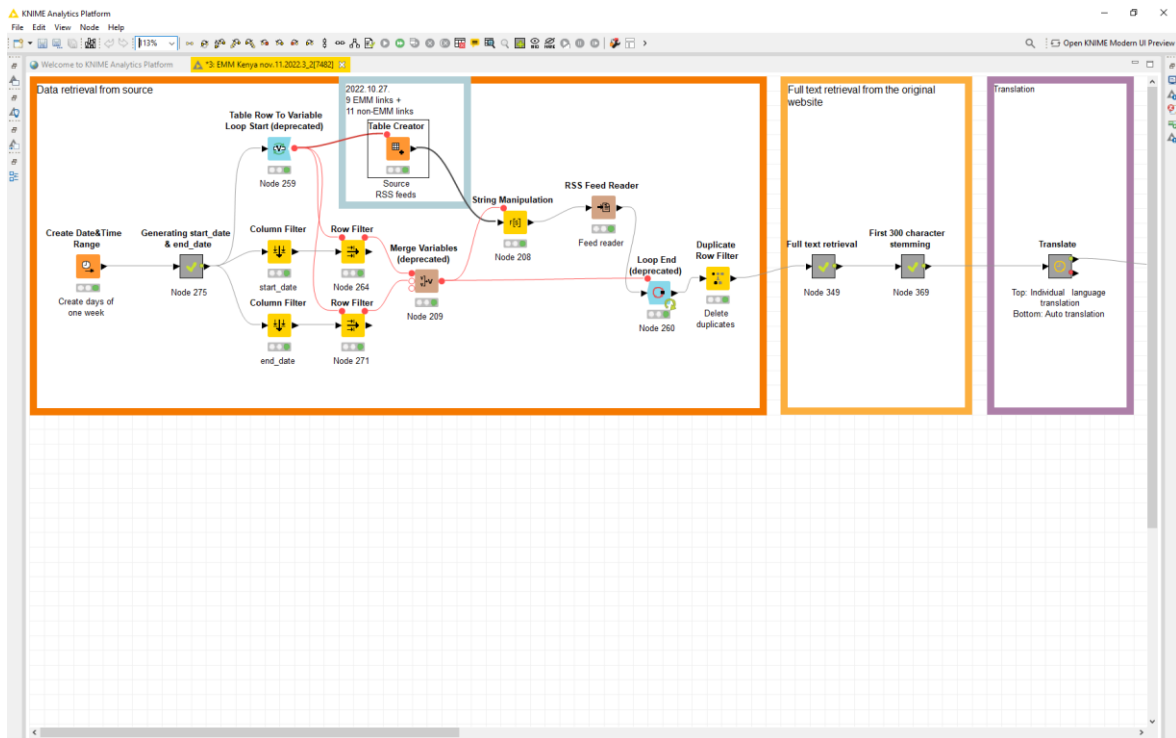 KNIME Analytics Platform
File Edit View Node Help
113%
Open KNIME Modern UI Preview
Welcome to KNIME Analytics Platform
*3: EMM Kenya nov.11.2022.3_2[7482]
Data retrieval from source
2022.10.27.
9 EMM links +
11 non-EMM links
Full text retrieval from the original
website
Translation
Table Row To Variable
Loop Start (deprecated)
Node 259
Table Creator
Source
RSS feeds
Create Date&Time
Range
Create days of
one week
Generating start_date
& end_date
Node 275
Column Filter
start_date
Row Filter
Node 264
Column Filter
end_date
Row Filter
Node 271
Merge Variables
(deprecated)
Node 209
String Manipulation
Node 208
RSS Feed Reader
Feed reader
Loop End
(deprecated)
Node 260
Duplicate
Row Filter
Delete
duplicates
Full text retrieval
Node 349
First 300 character
stemming
Node 369
Translate
Top: Individual language
translation
Bottom: Auto translation